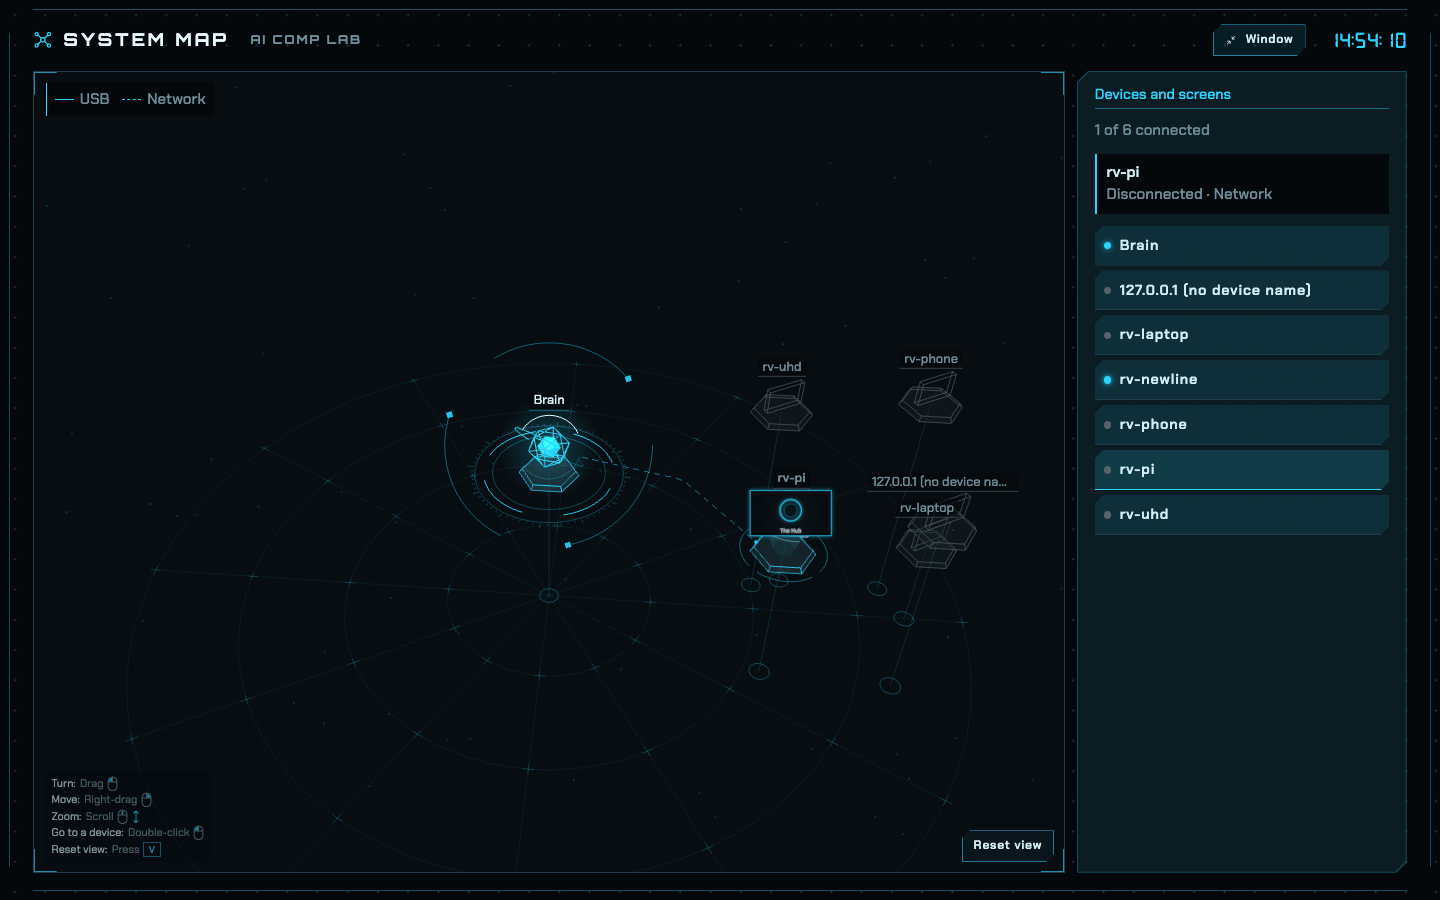 SYSTEM MAP
AI COMP LAB
Window
14:54:10
USB
Network
Devices and screens
1 of 6 connected
rv-pi
Disconnected · Network
Brain
127.0.0.1 (no device name)
rv-laptop
rv-newline
rv-phone
rv-pi
rv-uhd
rv-uhd
rv-phone
Brain
rv-pi
The Hub
127.0.0.1 (no device na...
rv-laptop
Turn: Drag
Move: Right-drag
Zoom: Scroll
Go to a device: Double-click
Reset view: Press V
Reset view